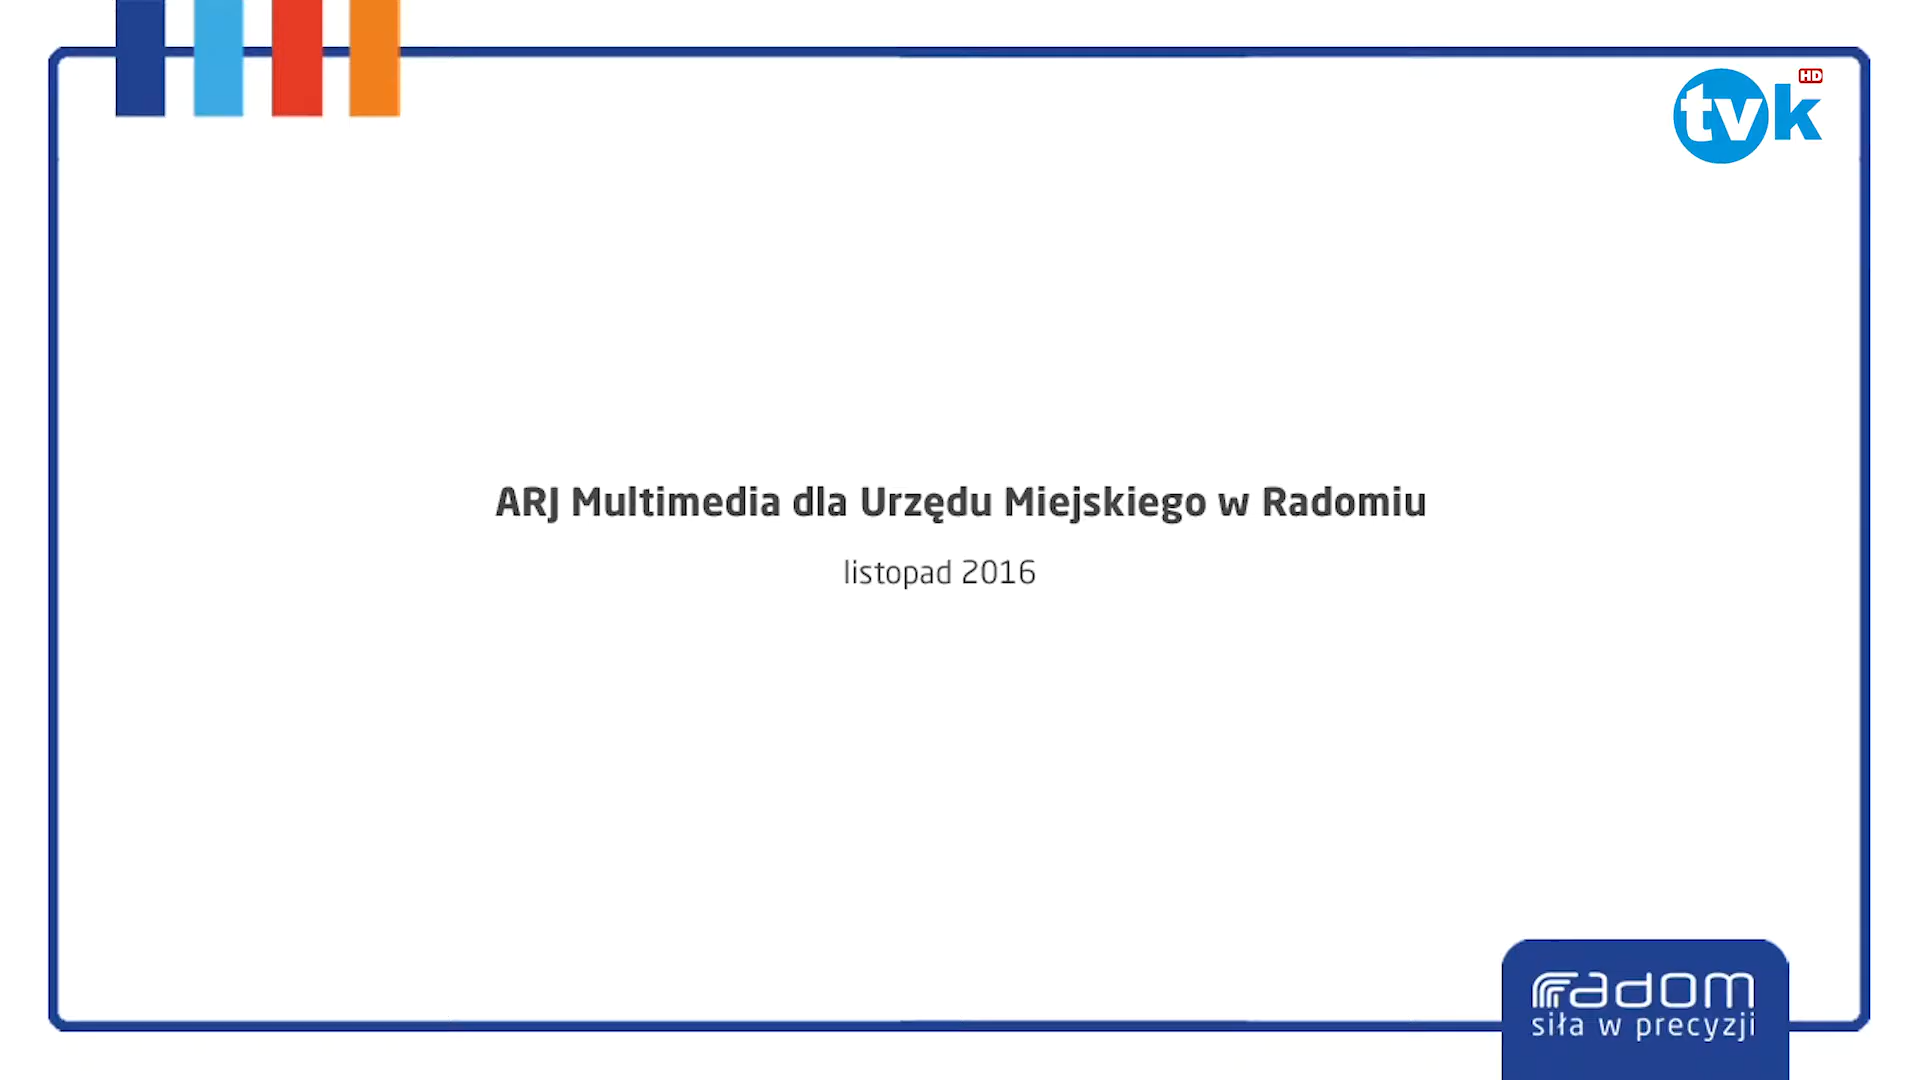 tvk HD
ARJ Multimedia dla Urzędu Miejskiego w Radomiu
listopad 2016
radom
siła w precyzji